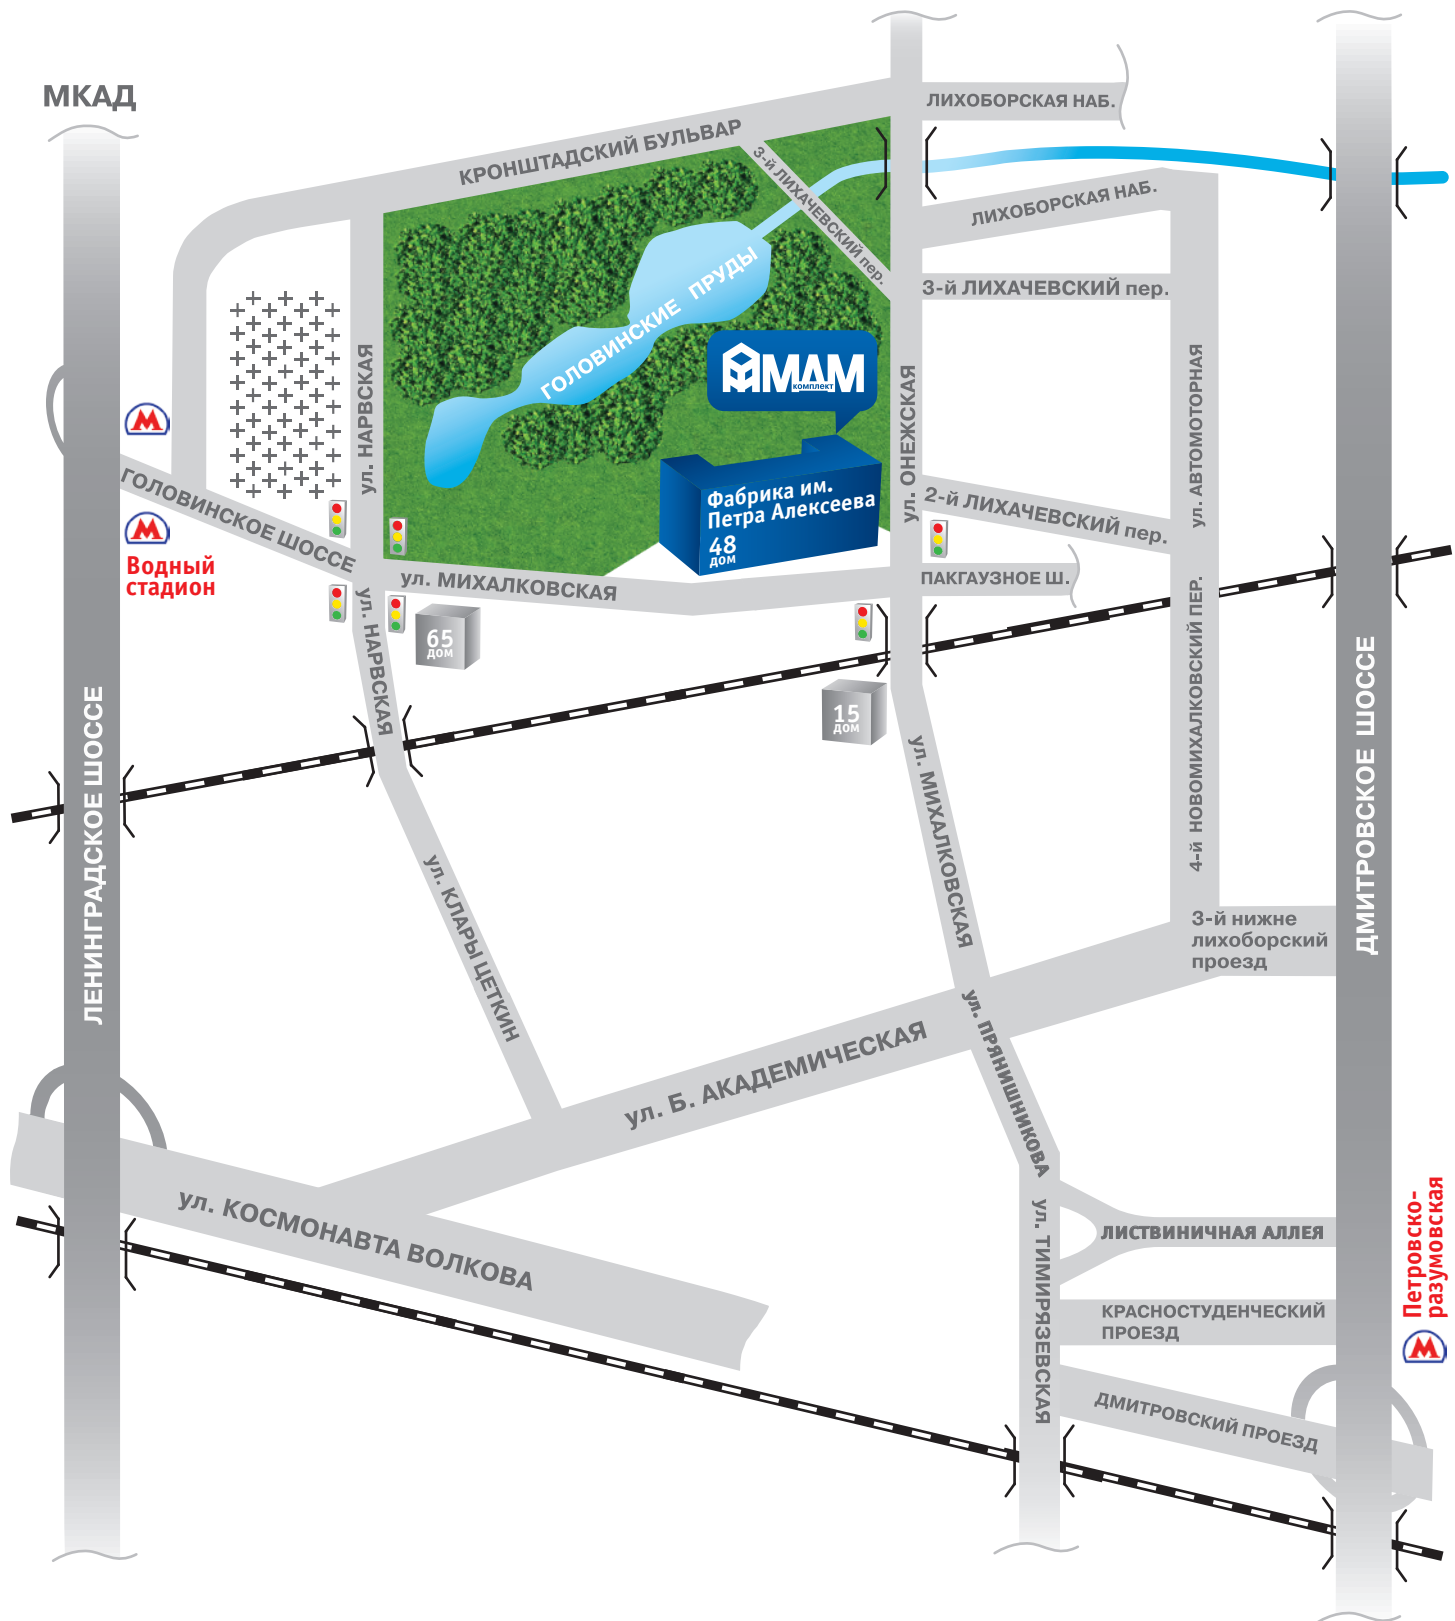 МКАД
ЛИХОБОРСКАЯ НАБ.
КРОНШТАДСКИЙ БУЛЬВАР
3-й ЛИХАЧЕВСКИЙ пер.
ЛИХОБОРСКАЯ НАБ.
3-й ЛИХАЧЕВСКИЙ пер.
ГОЛОВИНСКИЕ ПРУДЫ
МДМ
комплект
ул. НАРВСКАЯ
ул. ОНЕЖСКАЯ
ул. АВТОМОТОРНАЯ
М
ГОЛОВИНСКОЕ ШОССЕ
М
Водный
стадион
Фабрика им.
Петра Алексеева
48
дом
2-й ЛИХАЧЕВСКИЙ пер.
ул. МИХАЛКОВСКАЯ
ПАКГАУЗНОЕ Ш.
ул. НАРВСКАЯ
65
дом
15
дом
4-й НОВОМИХАЛКОВСКИЙ ПЕР.
ЛЕНИНГРАДСКОЕ ШОССЕ
ДМИТРОВСКОЕ ШОССЕ
ул. МИХАЛКОВСКАЯ
ул. КЛАРЫ ЦЕТКИН
3-й нижне
лихоборский
проезд
ул. Б. АКАДЕМИЧЕСКАЯ
ул. ПРЯНИШНИКОВА
ул. КОСМОНАВТА ВОЛКОВА
ул. ТИМИРЯЗЕВСКАЯ
ЛИСТВИНИЧНАЯ АЛЛЕЯ
Петровско-
разумовская
М
КРАСНОСТУДЕНЧЕСКИЙ
ПРОЕЗД
ДМИТРОВСКИЙ ПРОЕЗД